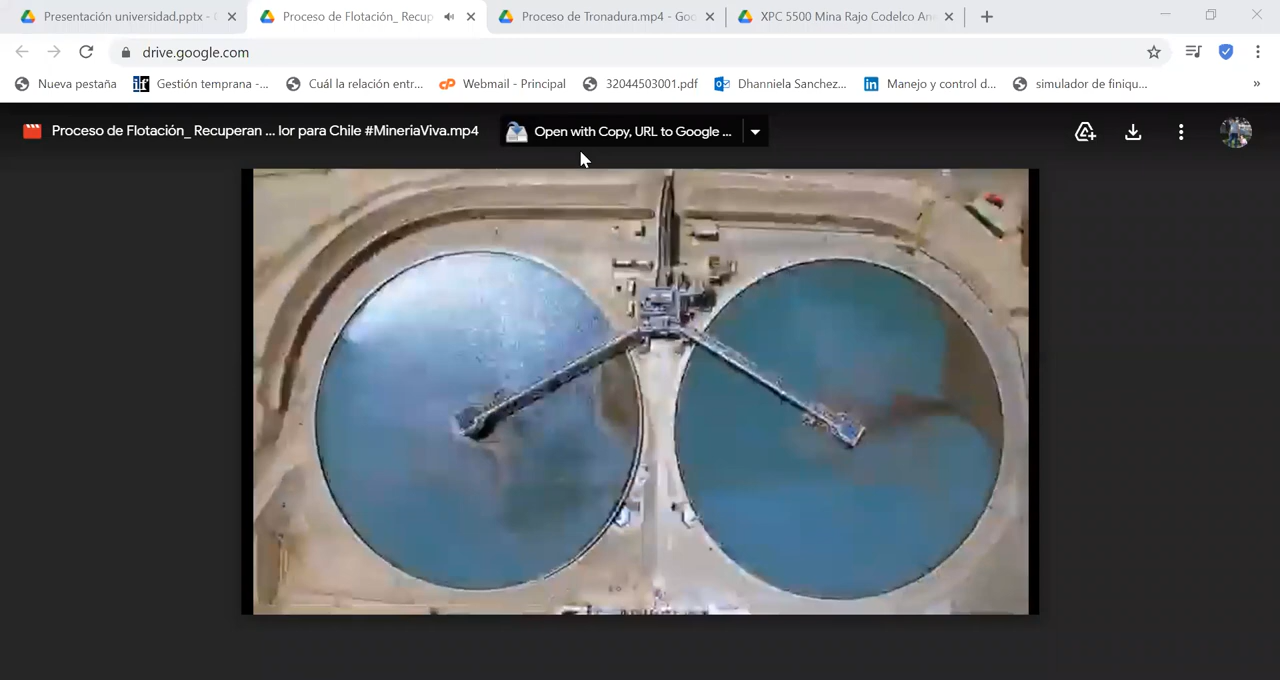 Presentación universidad.pptx - G
Proceso de Flotación_ Recup
Proceso de Tronadura.mp4 - Goo
XPC 5500 Mina Rajo Codelco An
drive.google.com
Nueva pestaña
Gestión temprana -...
Cuál la relación entr...
Webmail - Principal
32044503001.pdf
Dhanniela Sanchez...
Manejo y control d...
simulador de finiqu...
»
Proceso de Flotación_ Recuperan ... lor para Chile #MineriaViva.mp4
Open with Copy, URL to Google ...